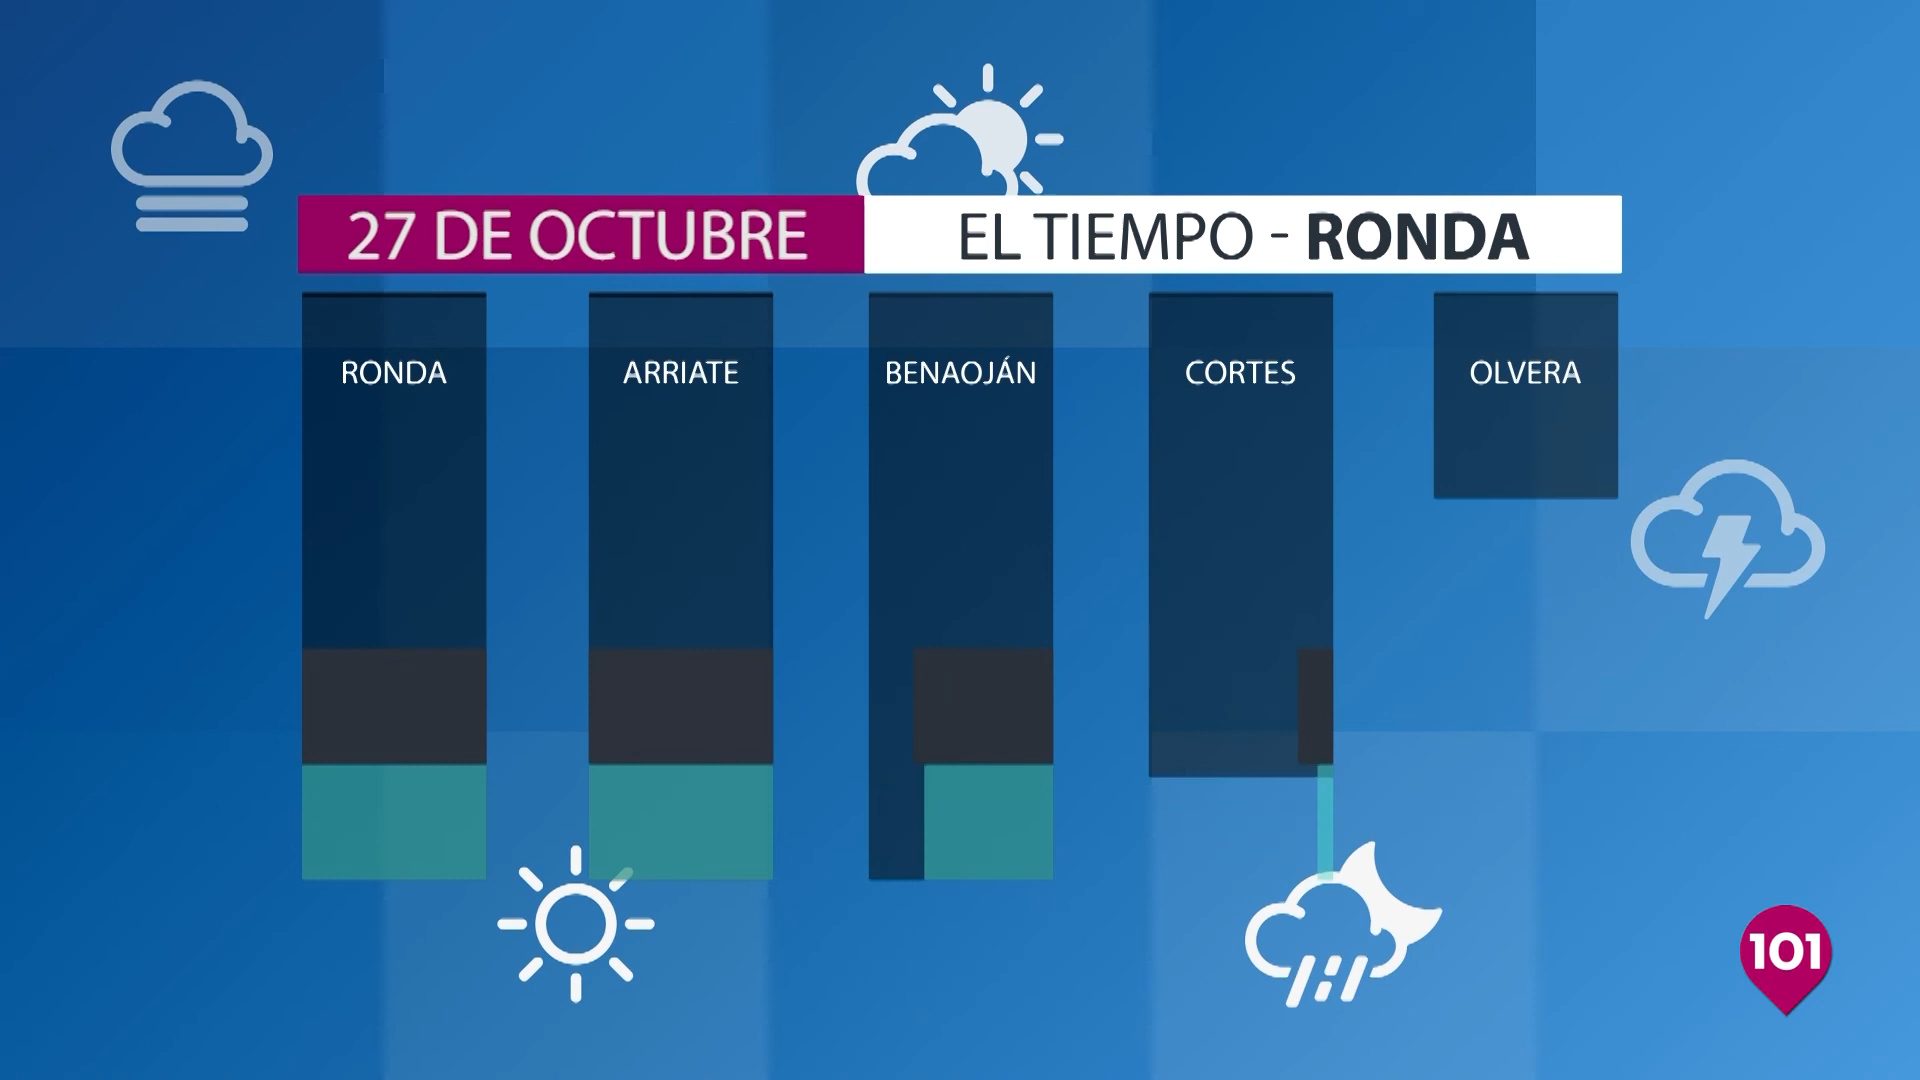 27 DE OCTUBRE
EL TIEMPO - RONDA
RONDA
ARRIATE
BENAOJÁN
CORTES
OLVERA
101